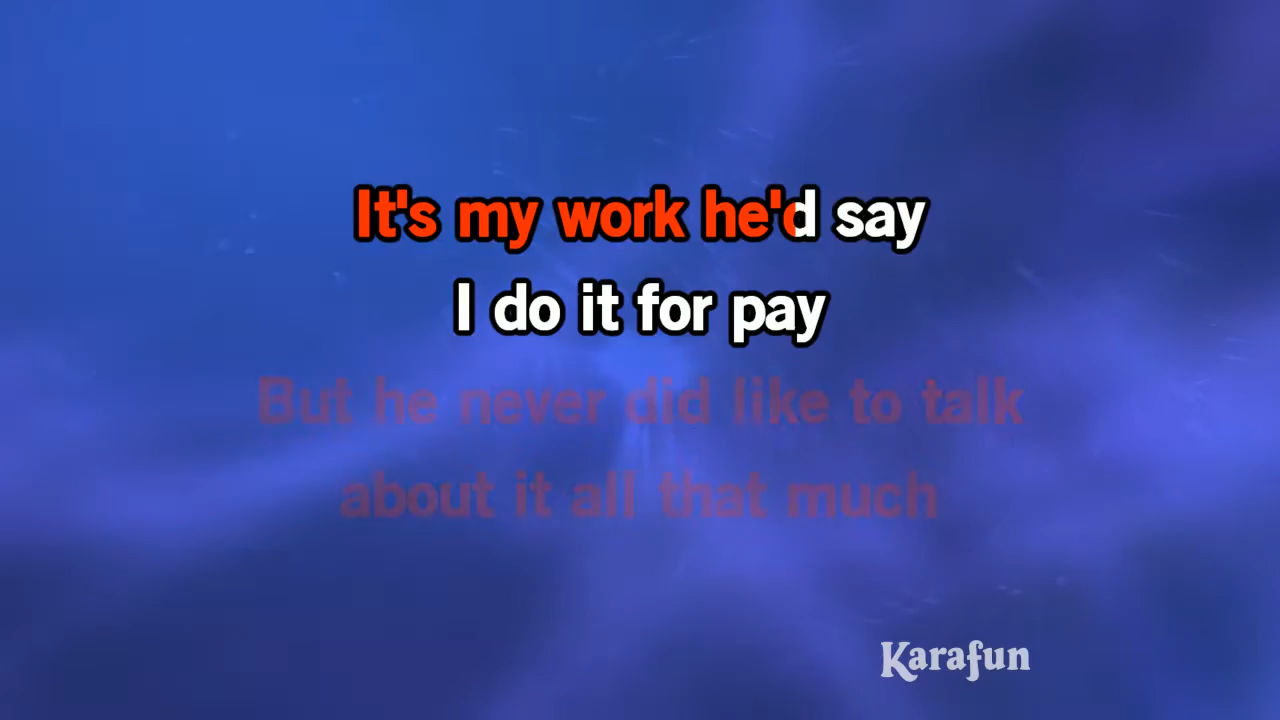 It's my work he'd say
I do it for pay
But he never did like to talk
about it all that much
Karafun